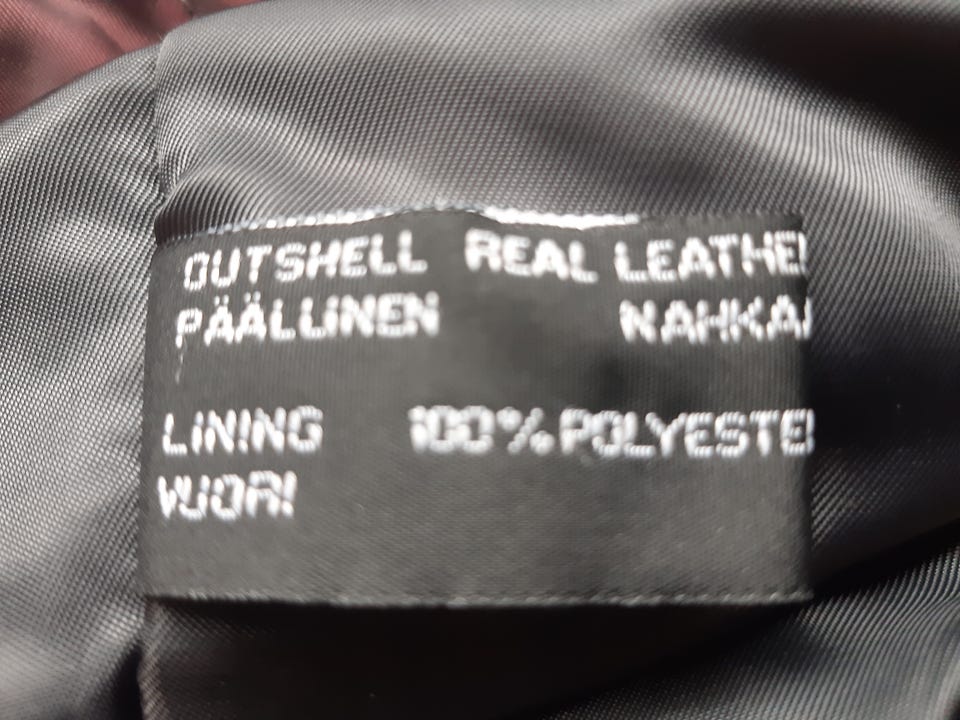 OUTSHELL REAL LEATHE
PÄÄLLINEN NAHKA
LINING 100% POLYESTE
VUORI